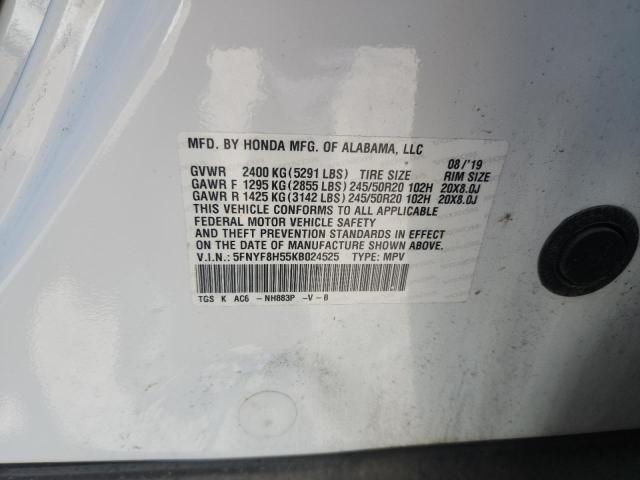 MFD. BY HONDA MFG. OF ALABAMA, LLC
08/'19
GVWR 2400 KG(5291 LBS) TIRE SIZE RIM SIZE
GAWR F 1295 KG(2855 LBS)245/50R20 102H 20X8.0J
GAWR R 1425 KG(3142 LBS)245/50R20 102H 20X8.0J
THIS VEHICLE CONFORMS TO ALL APPLICABLE
FEDERAL MOTOR VEHICLE SAFETY
AND THEFT PREVENTION STANDARDS IN EFFECT
ON THE DATE OF MANUFACTURE SHOWN ABOVE.
V.I.N.: 5FNYF8H55KB024525 TYPE: MPV
TGS K AC6 -NH883P -V-B